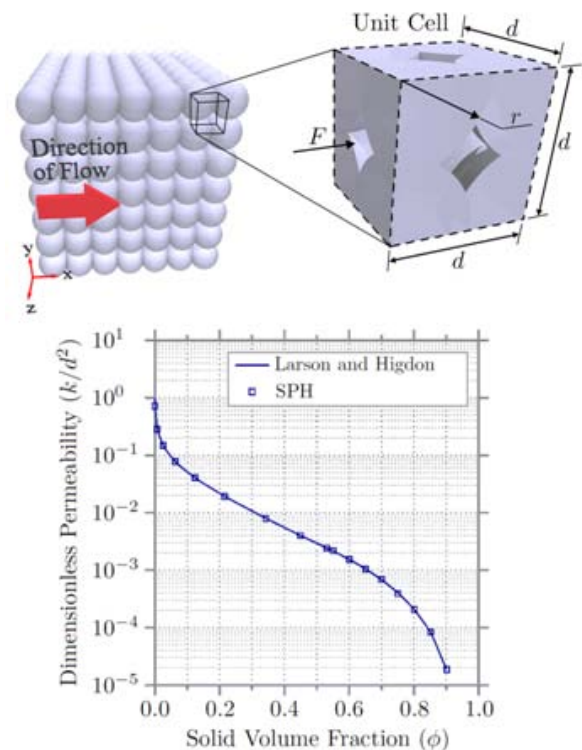 Unit Cell
d
r
F
d
d
Direction
of Flow
y
x
z
Dimensionless Permeability (k/d²)
10¹
10⁰
10⁻¹
10⁻²
10⁻³
10⁻⁴
10⁻⁵
Larson and Higdon
SPH
0.0 0.2 0.4 0.6 0.8 1.0
Solid Volume Fraction (ϕ)